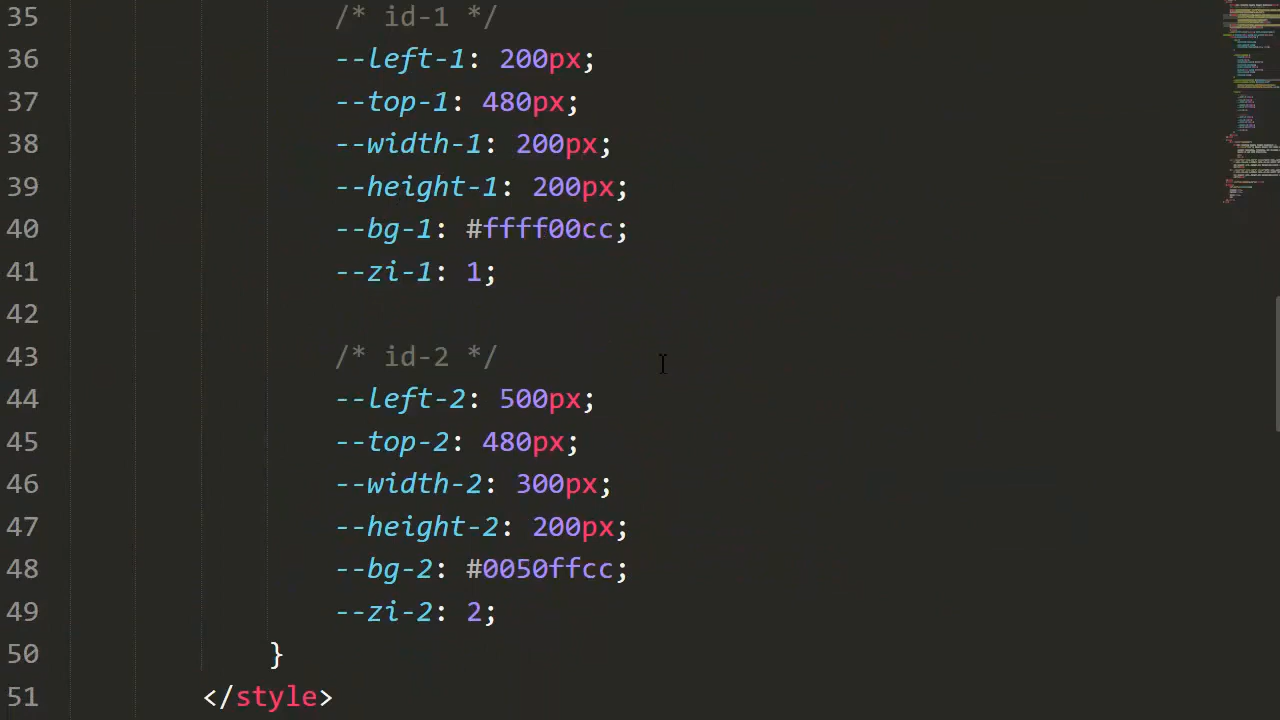 35 /* id-1 */
36 --left-1: 200px;
37 --top-1: 480px;
38 --width-1: 200px;
39 --height-1: 200px;
40 --bg-1: #ffff00cc;
41 --zi-1: 1;
42
43 /* id-2 */
44 --left-2: 500px;
45 --top-2: 480px;
46 --width-2: 300px;
47 --height-2: 200px;
48 --bg-2: #0050ffcc;
49 --zi-2: 2;
50 }
51 </style>